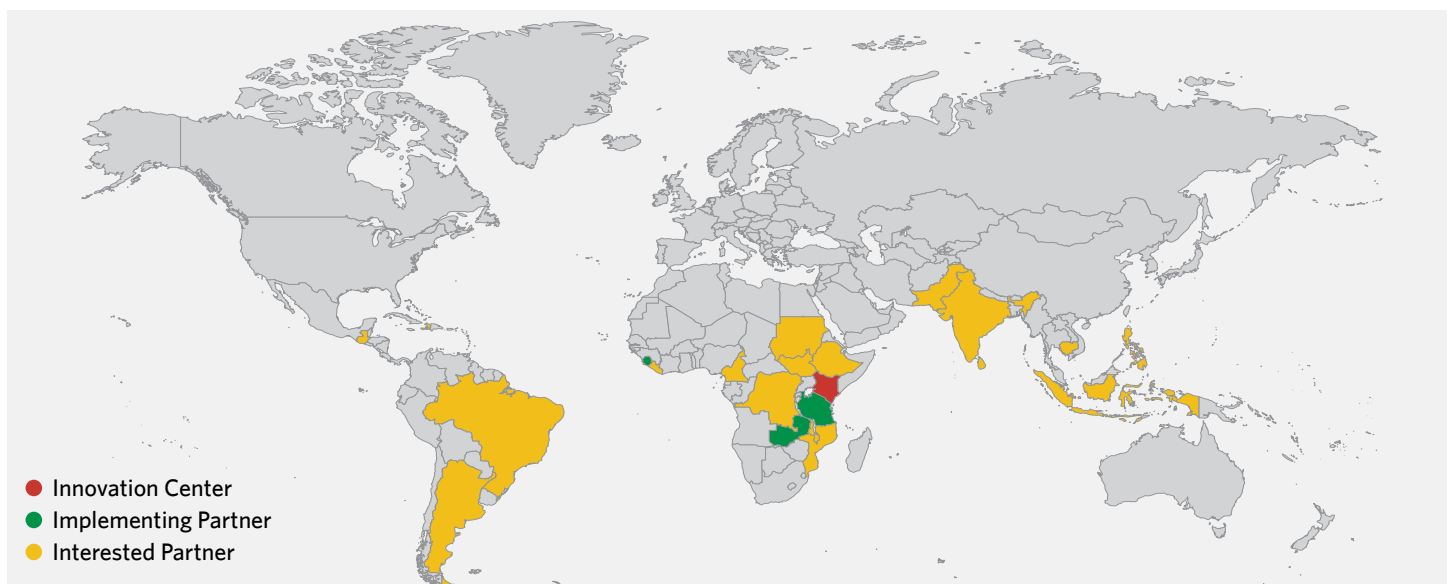 Innovation Center
Implementing Partner
Interested Partner